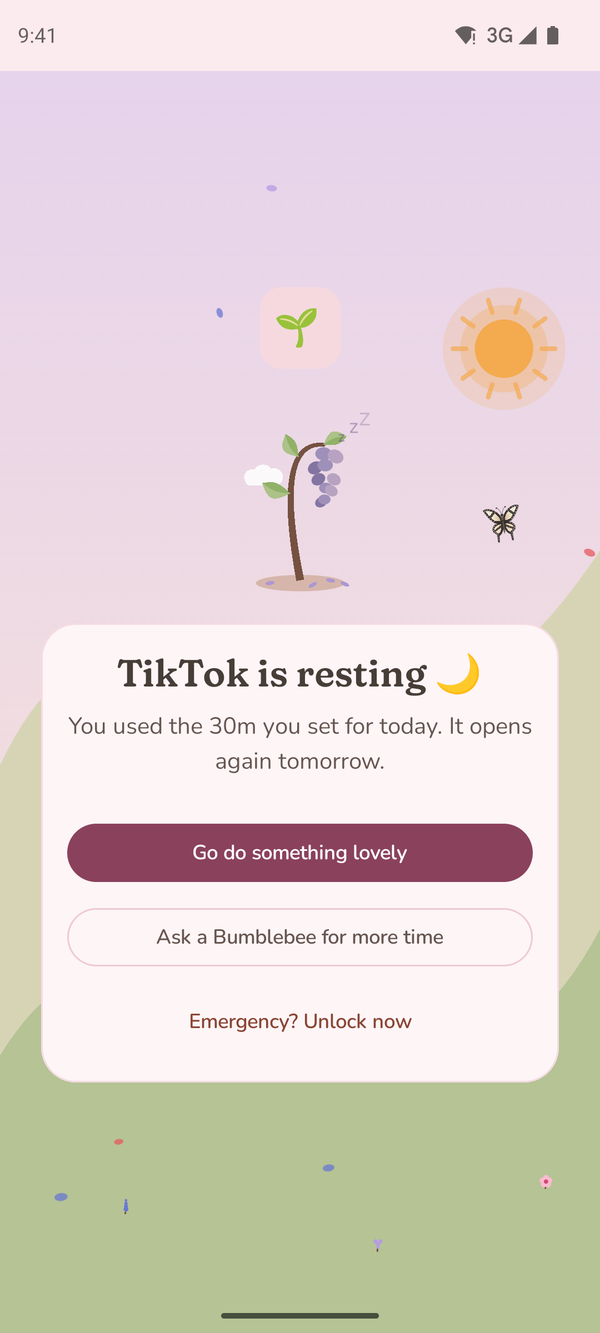 9:41
3G
z z Z
TikTok is resting 🌙
You used the 30m you set for today. It opens
again tomorrow.
Go do something lovely
Ask a Bumblebee for more time
Emergency? Unlock now